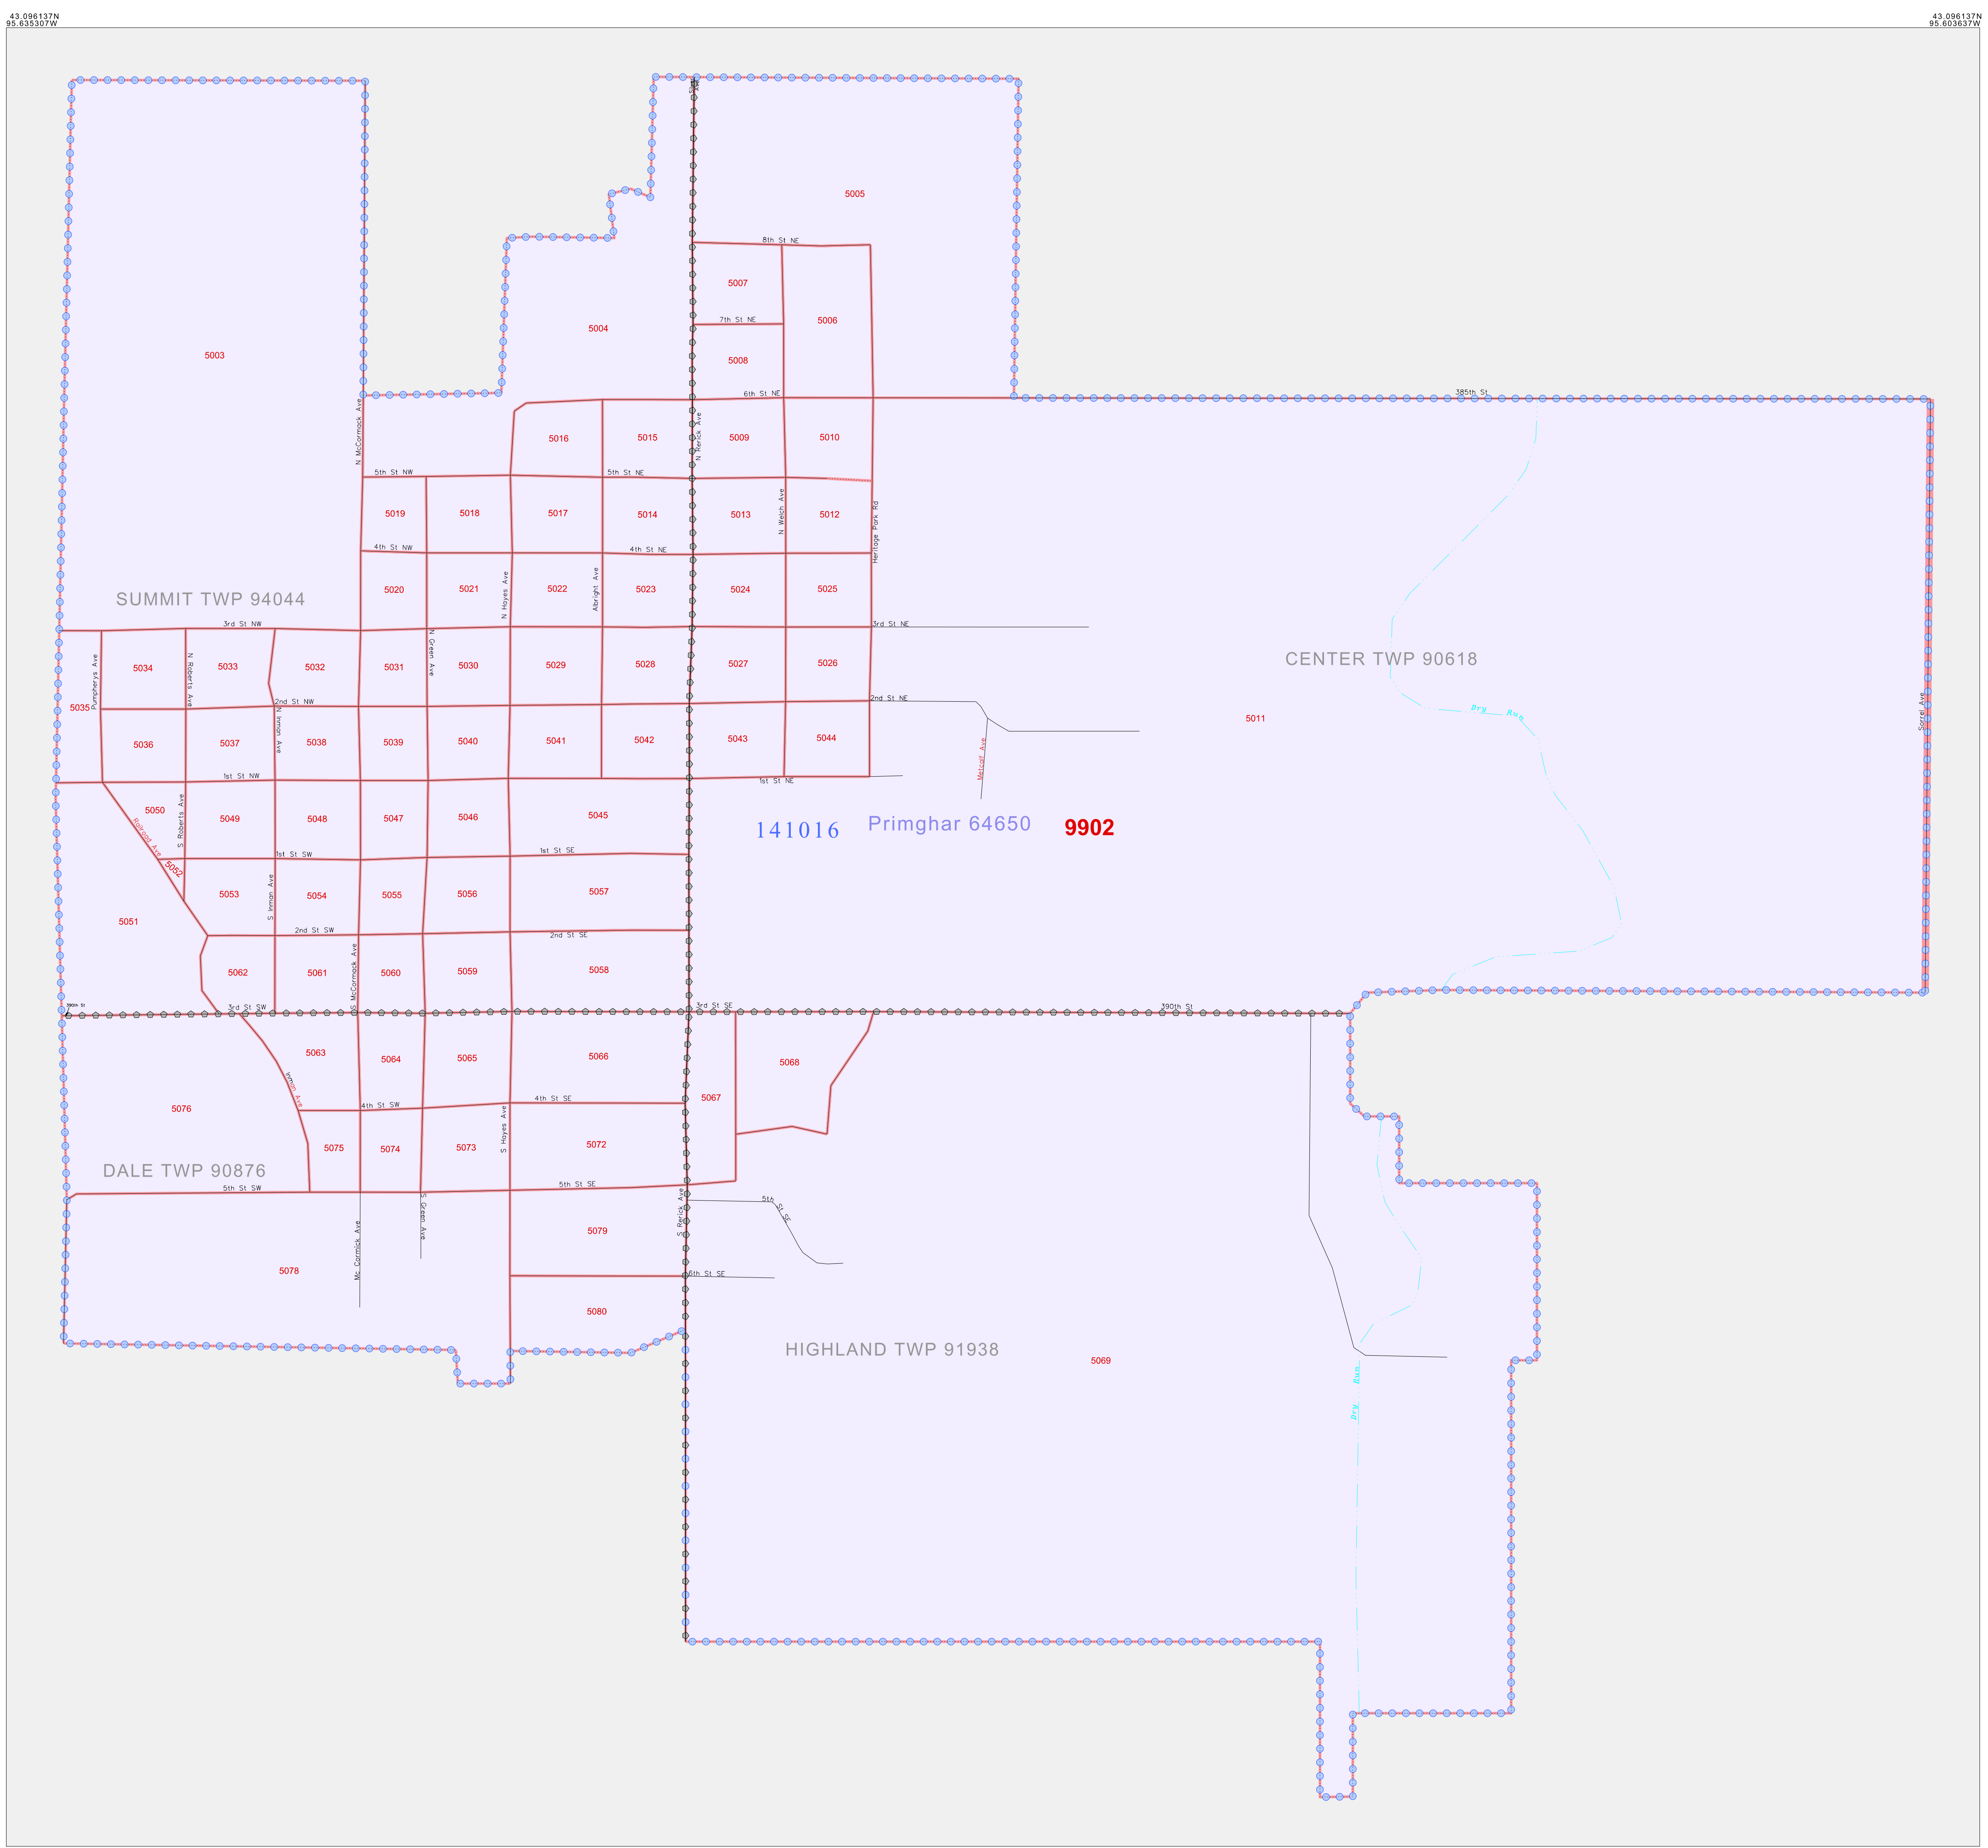 43.096137N
95.635307W
43.096137N
95.603637W
5005
8th St NE
5007
5006
7th St NE
5004
5003
5008
6th St NE
385th St
N McCormack Ave
N Rerick Ave
5016
5015
5009
5010
5th St NW
5th St NE
N Welch Ave
Heritage Park Rd
5019
5018
5017
5014
5013
5012
4th St NW
4th St NE
N Hayes Ave
Albright Ave
5020
5021
5022
5023
5024
5025
SUMMIT TWP 94044
3rd St NW
3rd St NE
N Green Ave
Pumpherys Ave
N Roberts Ave
5034
5033
5032
5031
5030
5029
5028
5027
5026
CENTER TWP 90618
5035
2nd St NW
2nd St NE
N Inman Ave
Dry Run
5011
Sorrel Ave
5036
5037
5038
5039
5040
5041
5042
5043
5044
Metcalf Ave
1st St NW
1st St NE
5050
S Roberts Ave
Railroad Ave
5049
5048
5047
5046
5045
141016
Primghar 64650
9902
1st St SW
1st St SE
5052
S Inman Ave
5053
5054
5055
5056
5057
5051
2nd St SW
2nd St SE
S McCormack Ave
5062
5061
5060
5059
5058
390th St
3rd St SW
3rd St SE
390th St
5063
5064
5065
5066
5068
Inman Ave
5067
5076
4th St SW
4th St SE
S Hayes Ave
5075
5074
5073
5072
DALE TWP 90876
5th St SW
5th St SE
S Green Ave
S Rerick Ave
5th St SE
Mc Cormick Ave
5079
5078
6th St SE
5080
HIGHLAND TWP 91938
5069
Dry Run